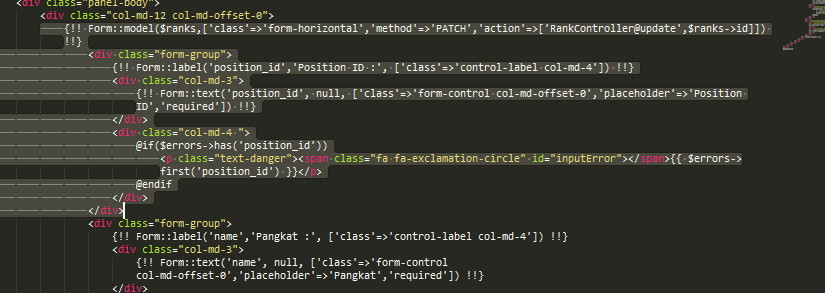 <div class="panel-body">
<div class="col-md-12 col-md-offset-0">
{!! Form::model($ranks,['class'=>'form-horizontal','method'=>'PATCH','action'=>['RankController@update',$ranks->id]])
!!}
<div class="form-group">
{!! Form::label('position_id','Position ID :', ['class'=>'control-label col-md-4']) !!}
<div class="col-md-3">
{!! Form::text('position_id', null, ['class'=>'form-control col-md-offset-0','placeholder'=>'Position
ID','required']) !!}
</div>
<div class="col-md-4 ">
@if($errors->has('position_id'))
<p class="text-danger"><span class="fa fa-exclamation-circle" id="inputError"></span>{{ $errors->
first('position_id') }}</p>
@endif
</div>
</div>
<div class="form-group">
{!! Form::label('name','Pangkat :', ['class'=>'control-label col-md-4']) !!}
<div class="col-md-3">
{!! Form::text('name', null, ['class'=>'form-control
col-md-offset-0','placeholder'=>'Pangkat','required']) !!}
</div>